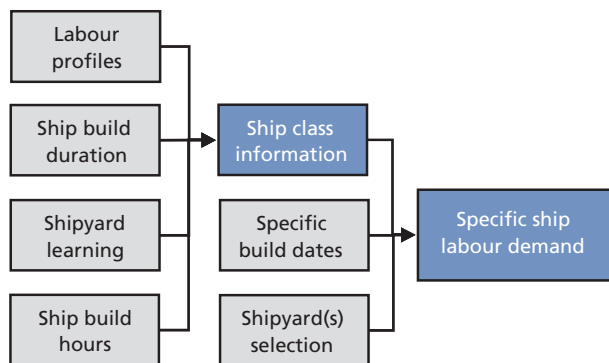 Labour
profiles
Ship build
duration
Shipyard
learning
Ship build
hours
Ship class
information
Specific
build dates
Shipyard(s)
selection
Specific ship
labour demand